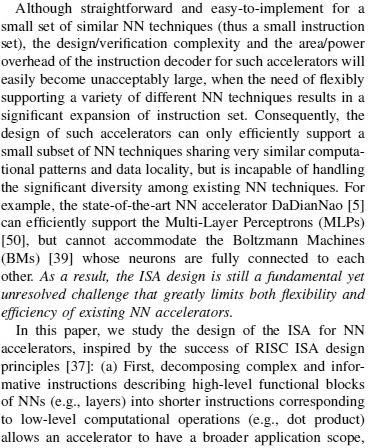 Although straightforward and easy-to-implement for a
small set of similar NN techniques (thus a small instruction
set), the design/verification complexity and the area/power
overhead of the instruction decoder for such accelerators will
easily become unacceptably large, when the need of flexibly
supporting a variety of different NN techniques results in a
significant expansion of instruction set. Consequently, the
design of such accelerators can only efficiently support a
small subset of NN techniques sharing very similar computa-
tional patterns and data locality, but is incapable of handling
the significant diversity among existing NN techniques. For
example, the state-of-the-art NN accelerator DaDianNao [5]
can efficiently support the Multi-Layer Perceptrons (MLPs)
[50], but cannot accommodate the Boltzmann Machines
(BMs) [39] whose neurons are fully connected to each
other. As a result, the ISA design is still a fundamental yet
unresolved challenge that greatly limits both flexibility and
efficiency of existing NN accelerators.
In this paper, we study the design of the ISA for NN
accelerators, inspired by the success of RISC ISA design
principles [37]: (a) First, decomposing complex and infor-
mative instructions describing high-level functional blocks
of NNs (e.g., layers) into shorter instructions corresponding
to low-level computational operations (e.g., dot product)
allows an accelerator to have a broader application scope,